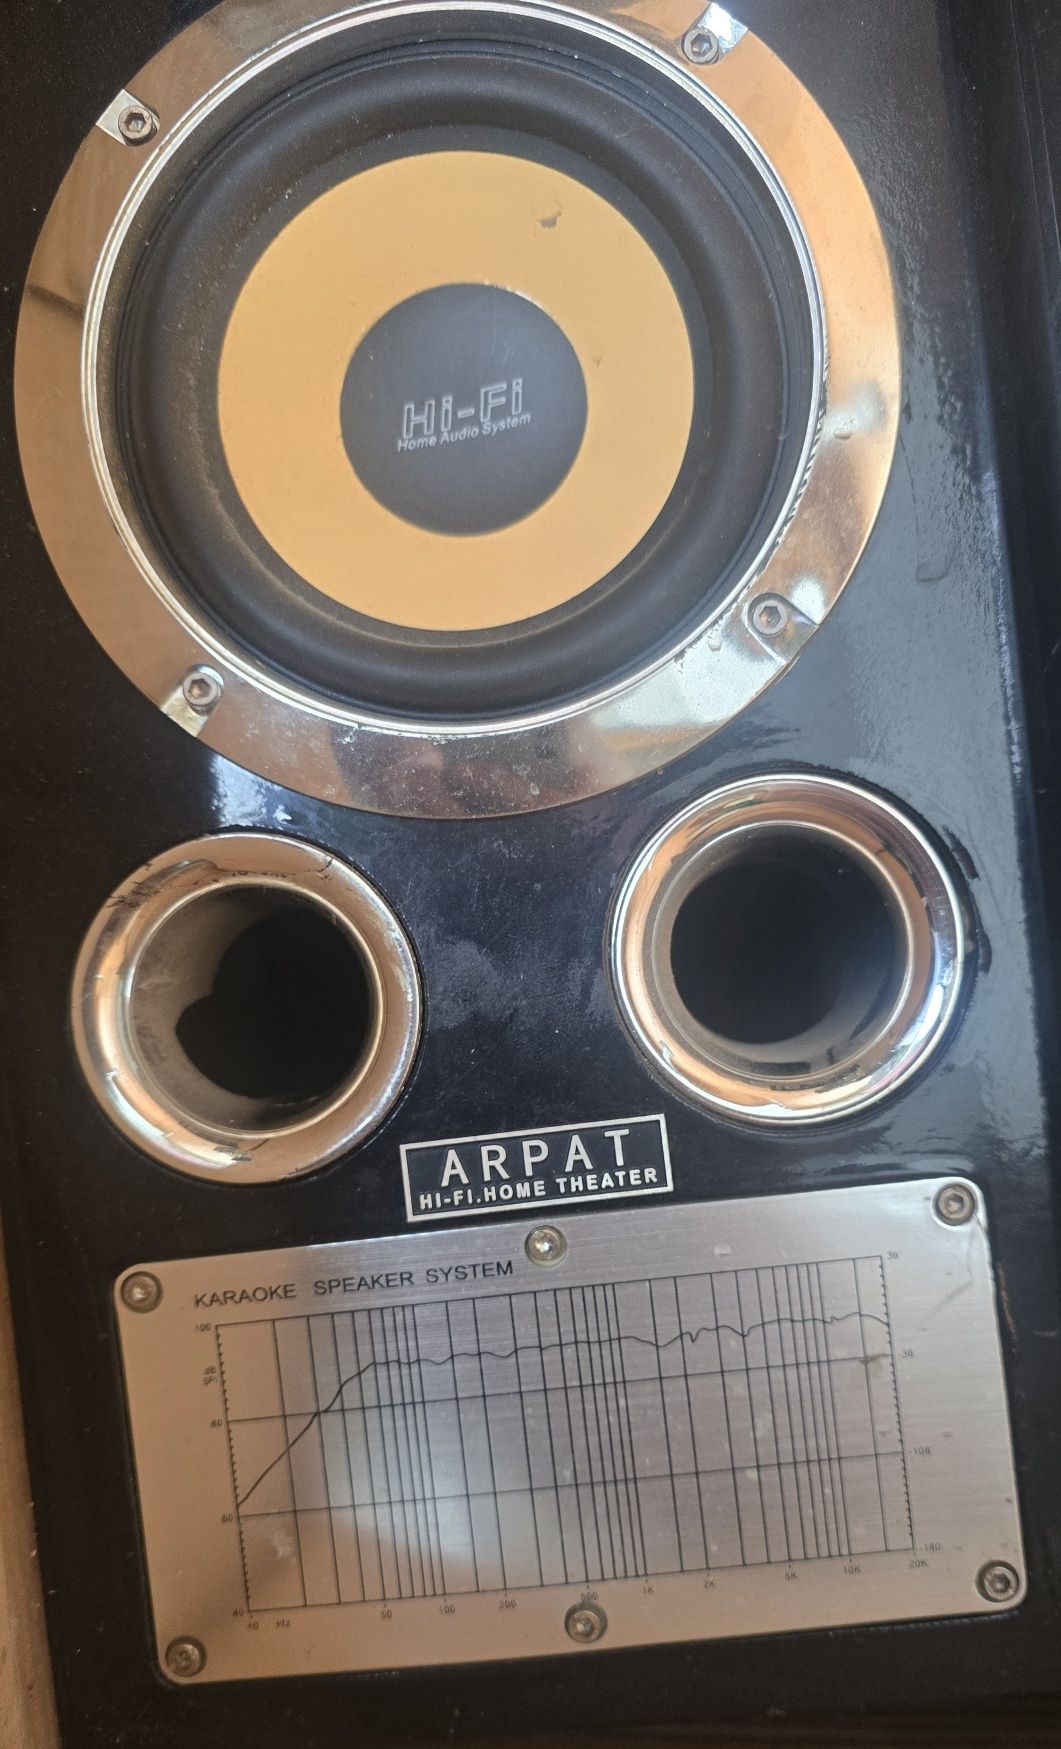 Hi-Fi
Home Audio System
ARPAT
HI-FI.HOME THEATER
KARAOKE SPEAKER SYSTEM
36
100
dB
SPL
-36
80
-108
60
-180
40
40 Hz 50 100 200 500 1K 2K 5K 10K 20K